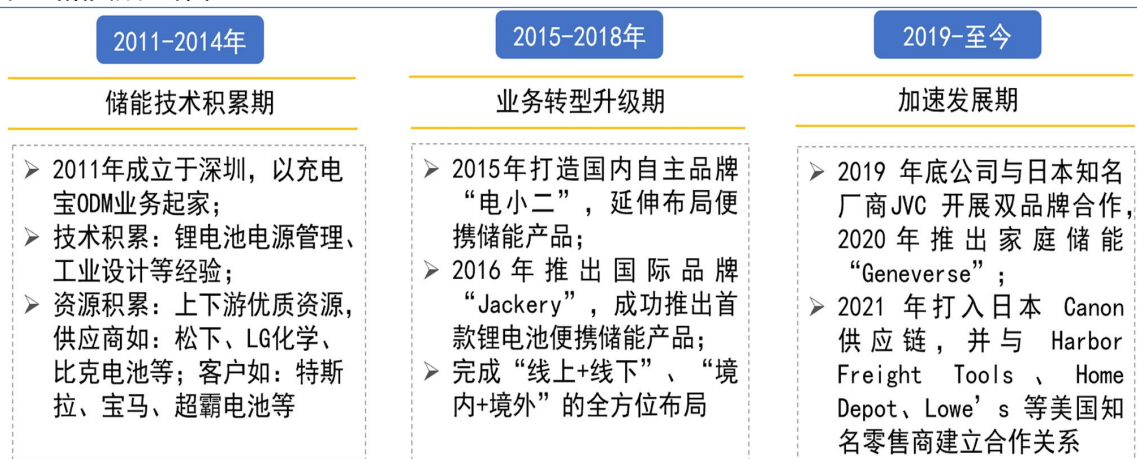 2011-2014年
储能技术积累期
➢ 2011年成立于深圳，以充电
宝ODM业务起家；
➢ 技术积累：锂电池电源管理、
工业设计等经验；
➢ 资源积累：上下游优质资源，
供应商如：松下、LG化学、
比克电池等；客户如：特斯
拉、宝马、超霸电池等
2015-2018年
业务转型升级期
➢ 2015年打造国内自主品牌
“电小二”，延伸布局便
携储能产品；
➢ 2016年推出国际品牌
“Jackery”，成功推出首
款锂电池便携储能产品；
➢ 完成“线上+线下”、“境
内+境外”的全方位布局
2019-至今
加速发展期
➢ 2019 年底公司与日本知名
厂商JVC 开展双品牌合作，
2020 年推出家庭储能
“Geneverse”；
➢ 2021 年打入日本 Canon
供应链，并与 Harbor
Freight Tools 、 Home
Depot、Lowe’s 等美国知
名零售商建立合作关系